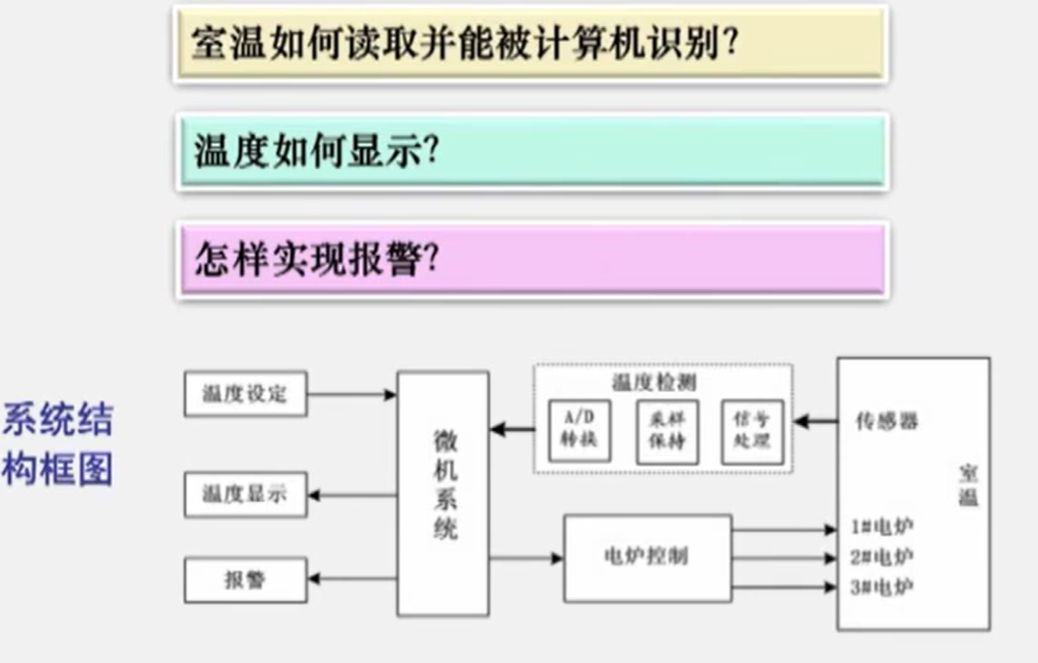 室温如何读取并能被计算机识别?
温度如何显示?
怎样实现报警?
系统结
构框图
温度设定
温度显示
报警
微
机
系
统
温度检测
A/D
转换
采样
保持
信号
处理
电炉控制
传感器
室
温
1#电炉
2#电炉
3#电炉